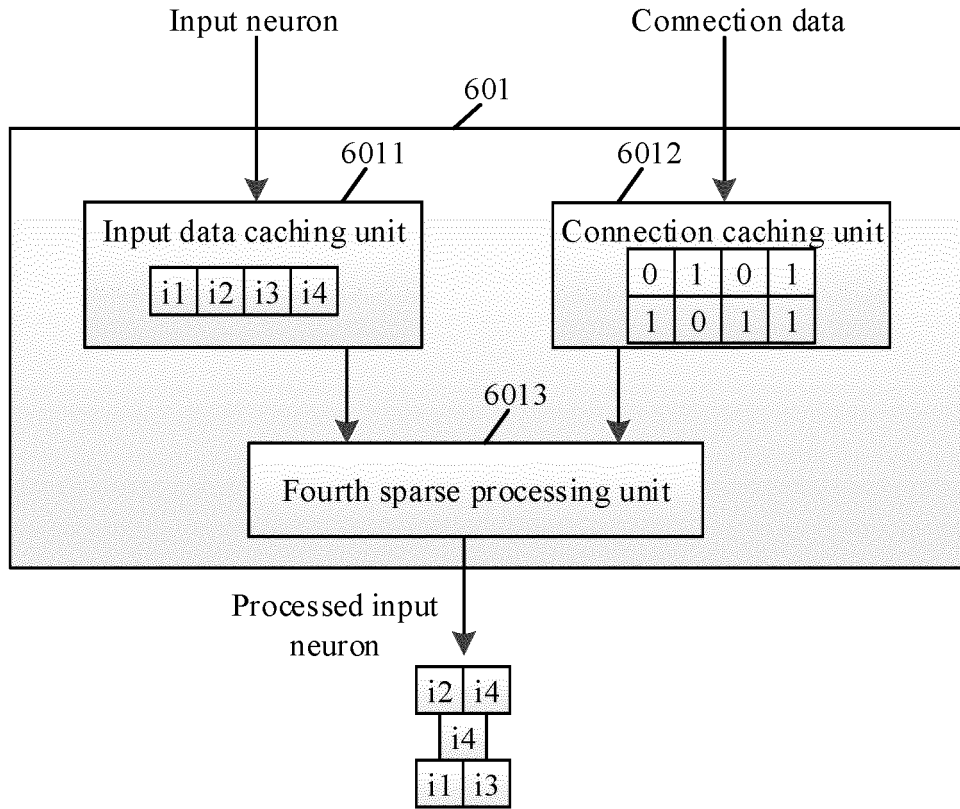 Input neuron
Connection data
601
6011
6012
Input data caching unit
i1 i2 i3 i4
Connection caching unit
0 1 0 1
1 0 1 1
6013
Fourth sparse processing unit
Processed input
neuron
i2 i4
i4
i1 i3